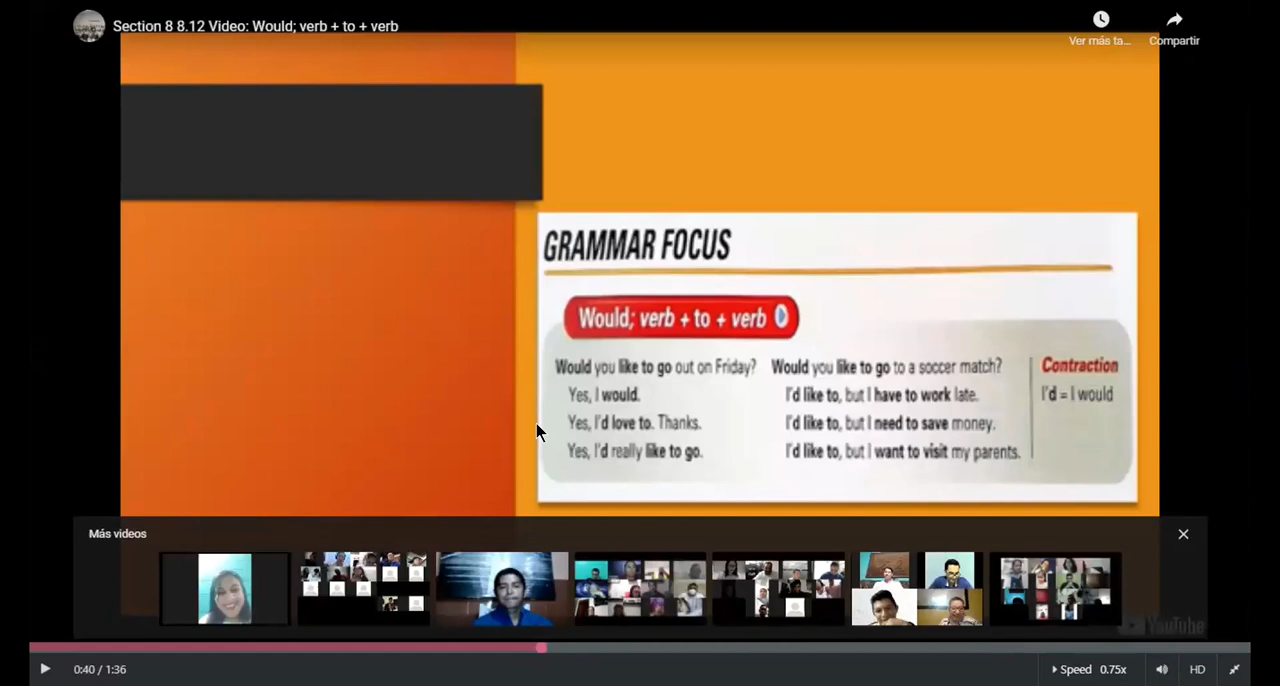 Section 8 8.12 Video: Would; verb + to + verb
Ver más ta...
Compartir
GRAMMAR FOCUS
Would; verb + to + verb
Would you like to go out on Friday?
Yes, I would.
Yes, I'd love to. Thanks.
Yes, I'd really like to go.
Would you like to go to a soccer match?
I'd like to, but I have to work late.
I'd like to, but I need to save money.
I'd like to, but I want to visit my parents.
Contraction
I'd = I would
Más videos
YouTube
0:40 / 1:36
Speed 0.75x
HD